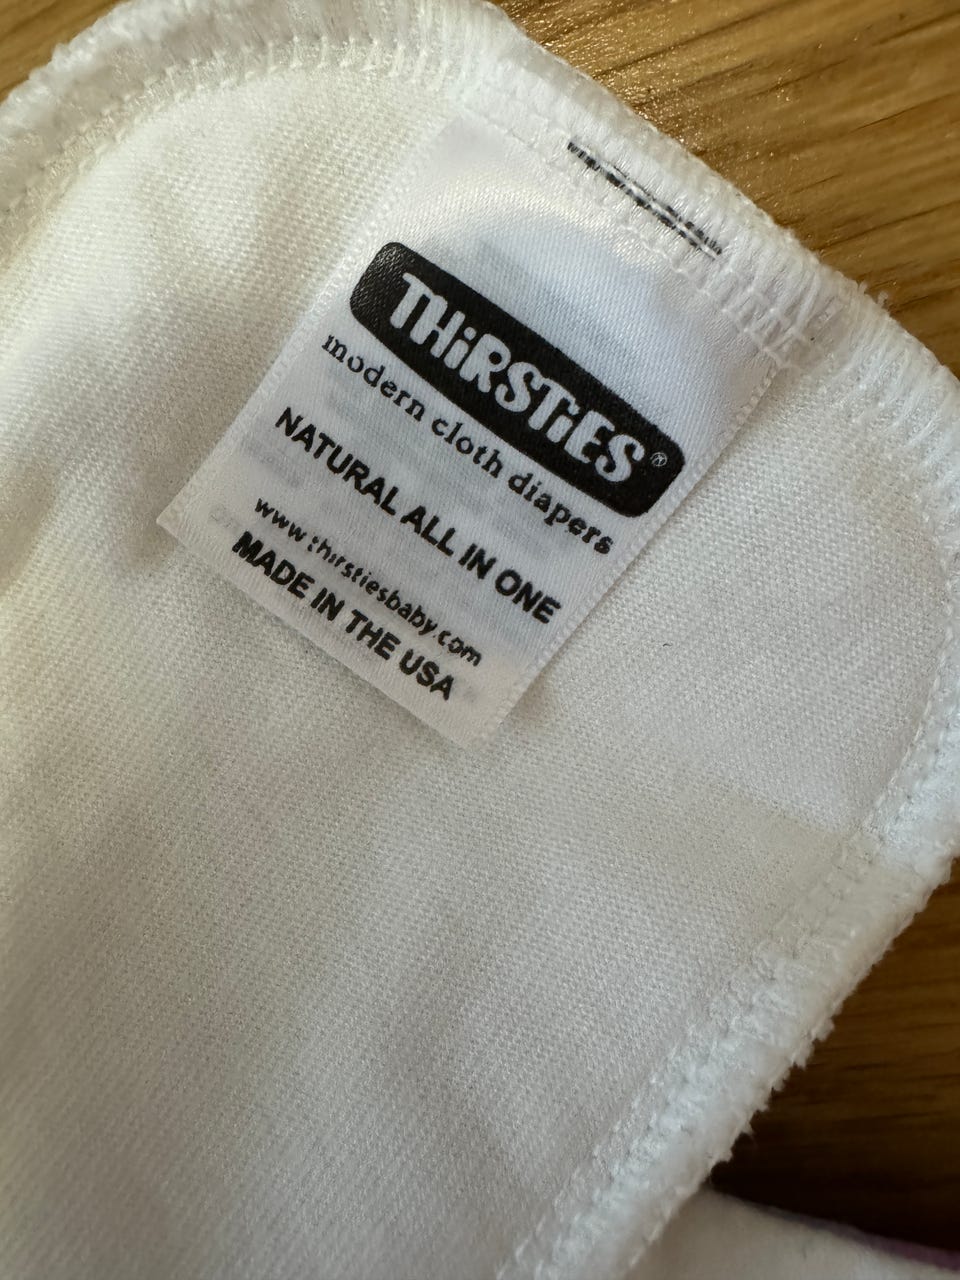 THiRSTiES®
modern cloth diapers
NATURAL ALL IN ONE
www.thirstiesbaby.com
MADE IN THE USA